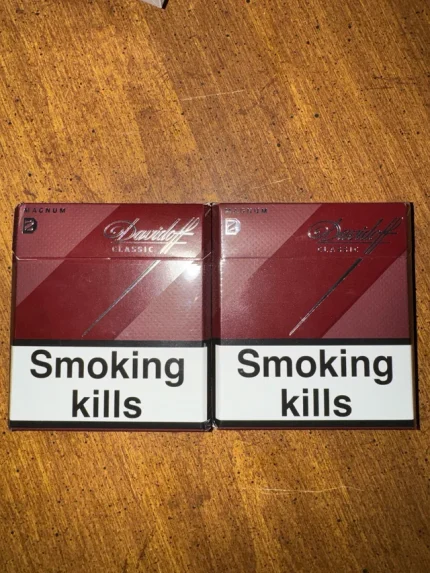 MAGNUM
Davidoff
CLASSIC
Smoking
kills
MAGNUM
Davidoff
CLASSIC
Smoking
kills